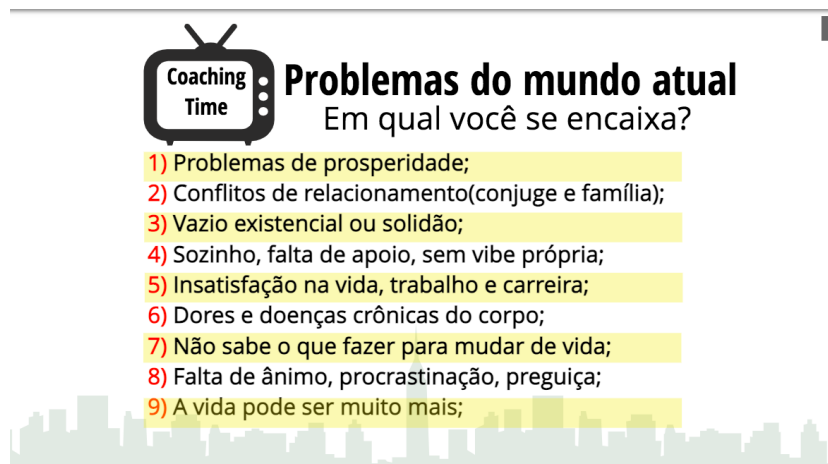 Coaching
Time
Problemas do mundo atual
Em qual você se encaixa?
1) Problemas de prosperidade;
2) Conflitos de relacionamento(conjuge e família);
3) Vazio existencial ou solidão;
4) Sozinho, falta de apoio, sem vibe própria;
5) Insatisfação na vida, trabalho e carreira;
6) Dores e doenças crônicas do corpo;
7) Não sabe o que fazer para mudar de vida;
8) Falta de ânimo, procrastinação, preguiça;
9) A vida pode ser muito mais;